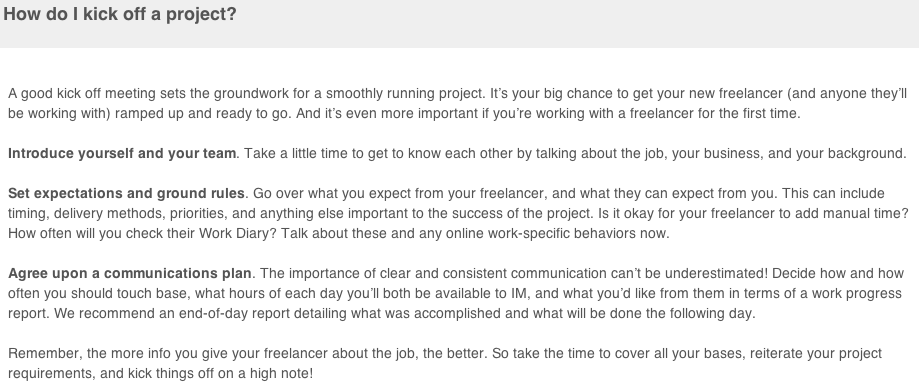 How do I kick off a project?
A good kick off meeting sets the groundwork for a smoothly running project. It's your big chance to get your new freelancer (and anyone they'll
be working with) ramped up and ready to go. And it's even more important if you're working with a freelancer for the first time.
Introduce yourself and your team. Take a little time to get to know each other by talking about the job, your business, and your background.
Set expectations and ground rules. Go over what you expect from your freelancer, and what they can expect from you. This can include
timing, delivery methods, priorities, and anything else important to the success of the project. Is it okay for your freelancer to add manual time?
How often will you check their Work Diary? Talk about these and any online work-specific behaviors now.
Agree upon a communications plan. The importance of clear and consistent communication can't be underestimated! Decide how and how
often you should touch base, what hours of each day you'll both be available to IM, and what you'd like from them in terms of a work progress
report. We recommend an end-of-day report detailing what was accomplished and what will be done the following day.
Remember, the more info you give your freelancer about the job, the better. So take the time to cover all your bases, reiterate your project
requirements, and kick things off on a high note!